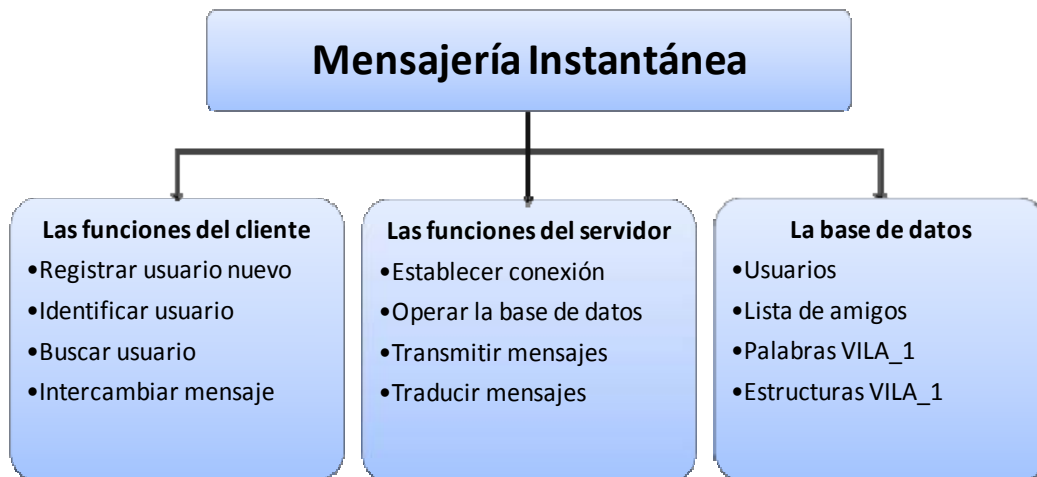 Mensajería Instantánea
Las funciones del cliente
•Registrar usuario nuevo
•Identificar usuario
•Buscar usuario
•Intercambiar mensaje
Las funciones del servidor
•Establecer conexión
•Operar la base de datos
•Transmitir mensajes
•Traducir mensajes
La base de datos
•Usuarios
•Lista de amigos
•Palabras VILA_1
•Estructuras VILA_1